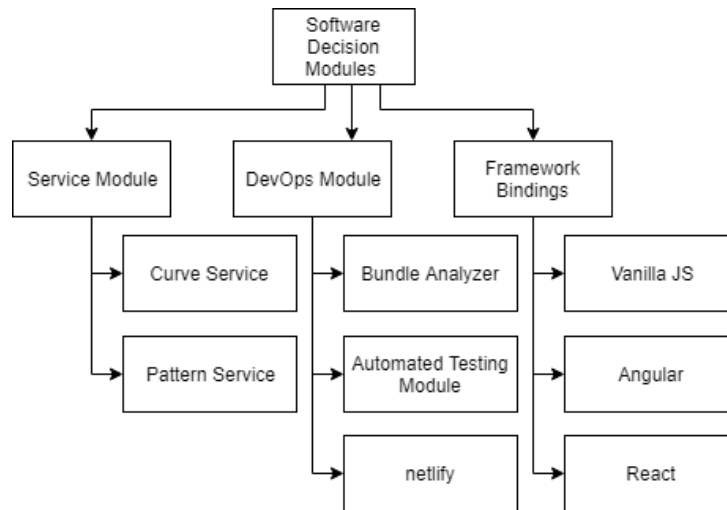 Software
Decision
Modules
Service Module
DevOps Module
Framework
Bindings
Curve Service
Bundle Analyzer
Vanilla JS
Pattern Service
Automated Testing
Module
Angular
netlify
React